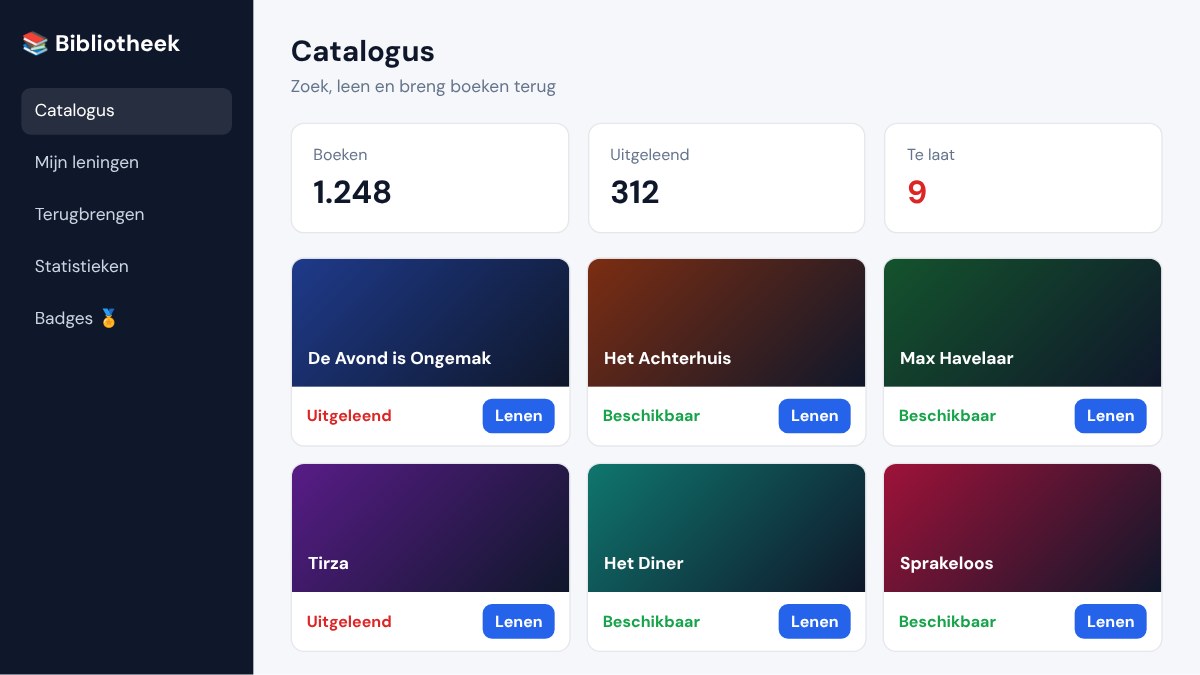 📚 Bibliotheek
Catalogus
Mijn leningen
Terugbrengen
Statistieken
Badges 🏅
Catalogus
Zoek, leen en breng boeken terug
Boeken
1.248
Uitgeleend
312
Te laat
9
De Avond is Ongemak
Uitgeleend
Lenen
Het Achterhuis
Beschikbaar
Lenen
Max Havelaar
Beschikbaar
Lenen
Tirza
Uitgeleend
Lenen
Het Diner
Beschikbaar
Lenen
Sprakeloos
Beschikbaar
Lenen